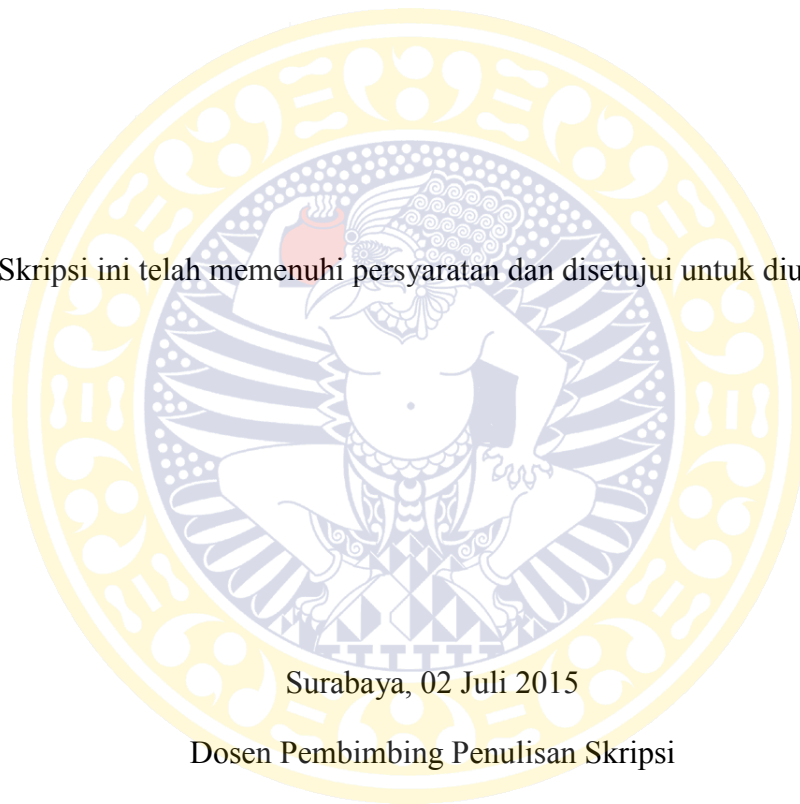 Skripsi ini telah memenuhi persyaratan dan disetujui untuk diu
Surabaya, 02 Juli 2015
Dosen Pembimbing Penulisan Skripsi